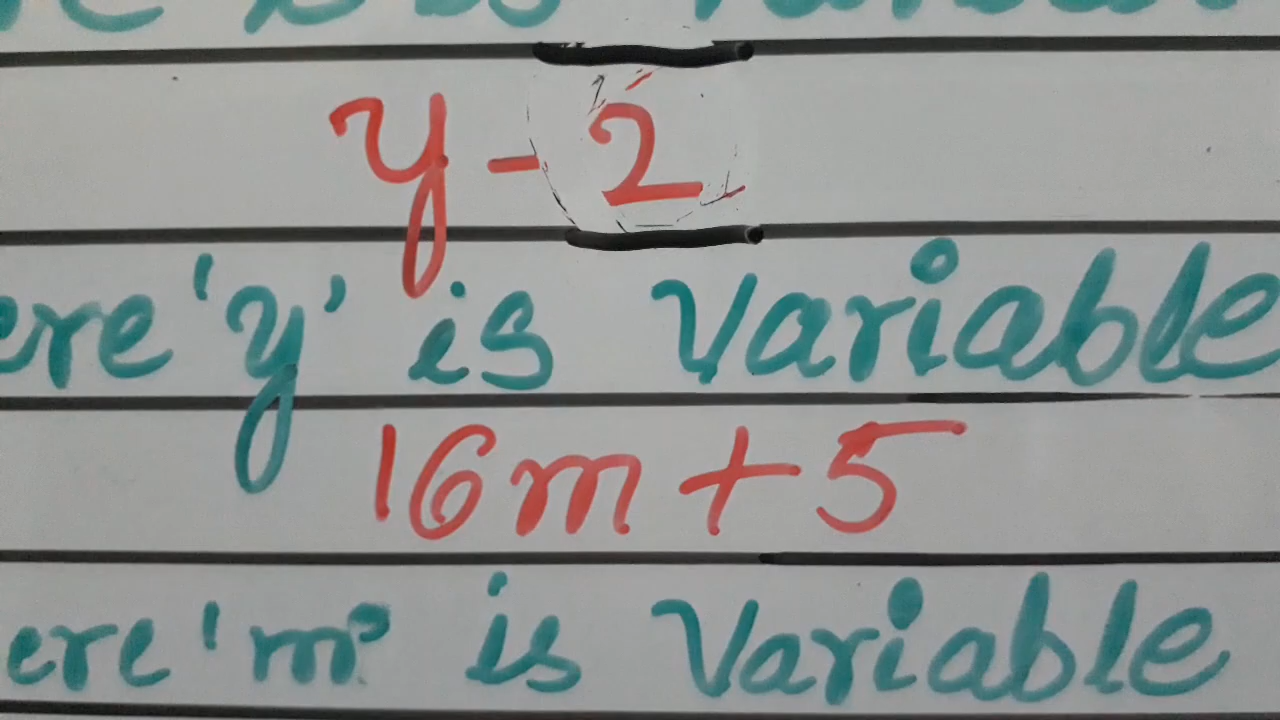 y - 2
ere 'y' is Variable
16m + 5
ere 'm' is Variable